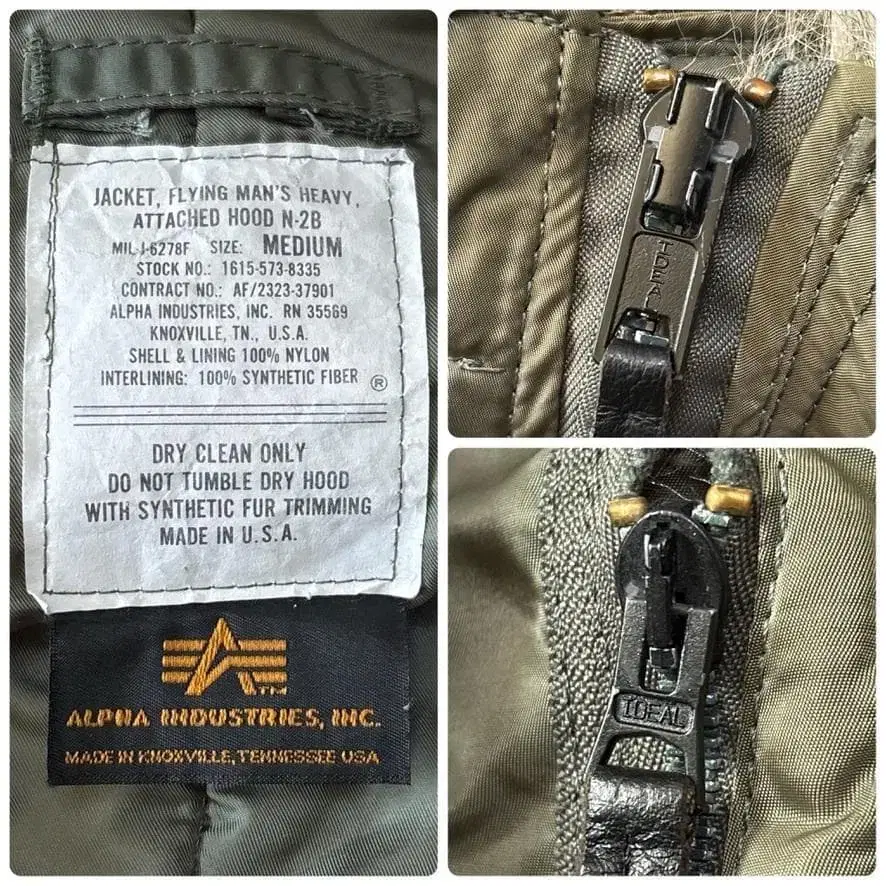 JACKET, FLYING MAN'S HEAVY,
ATTACHED HOOD N-2B
MIL-J-6278F SIZE: MEDIUM
STOCK NO.: 1615-573-8335
CONTRACT NO.: AF/2323-37901
ALPHA INDUSTRIES, INC. RN 35569
KNOXVILLE, TN., U.S.A.
SHELL & LINING 100% NYLON
INTERLINING: 100% SYNTHETIC FIBER ®
DRY CLEAN ONLY
DO NOT TUMBLE DRY HOOD
WITH SYNTHETIC FUR TRIMMING
MADE IN U.S.A.
A™
ALPHA INDUSTRIES, INC.
MADE IN KNOXVILLE, TENNESSEE USA
IDEAL
IDEAL